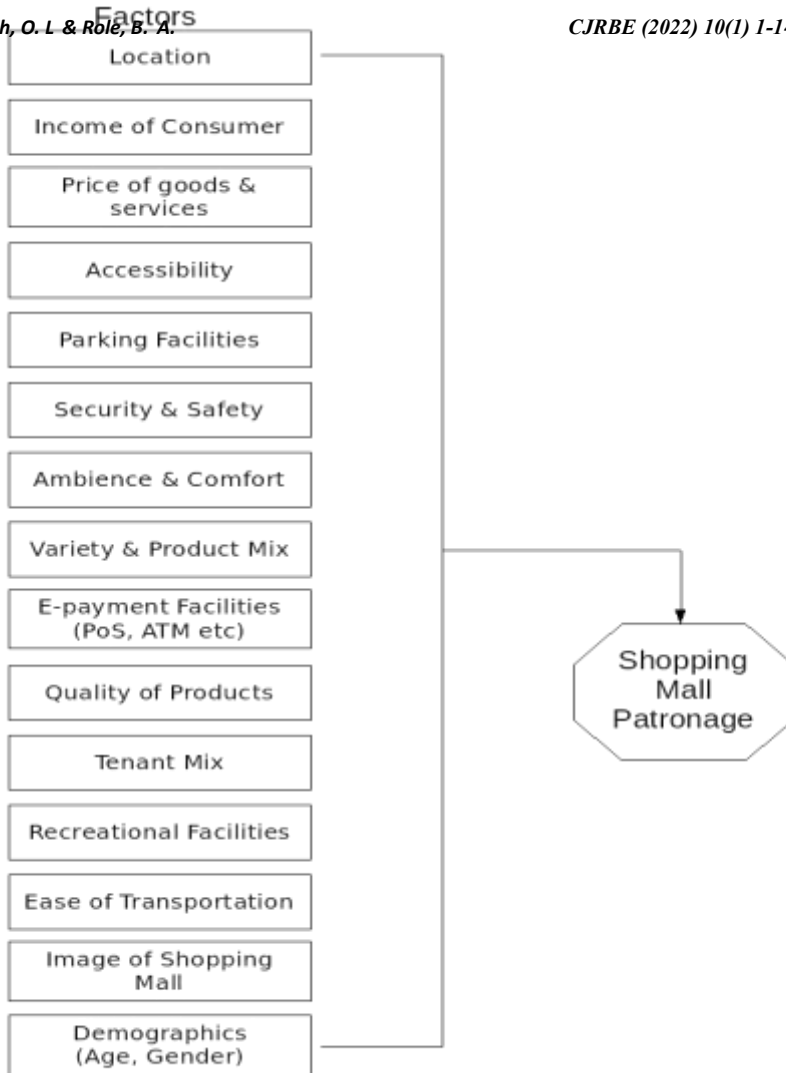 Factors
h, O. L & Role, B. A.
CJRBE (2022) 10(1) 1-14
Location
Income of Consumer
Price of goods &
services
Accessibility
Parking Facilities
Security & Safety
Ambience & Comfort
Variety & Product Mix
E-payment Facilities
(PoS, ATM etc)
Quality of Products
Tenant Mix
Recreational Facilities
Ease of Transportation
Image of Shopping
Mall
Demographics
(Age, Gender)
Shopping
Mall
Patronage